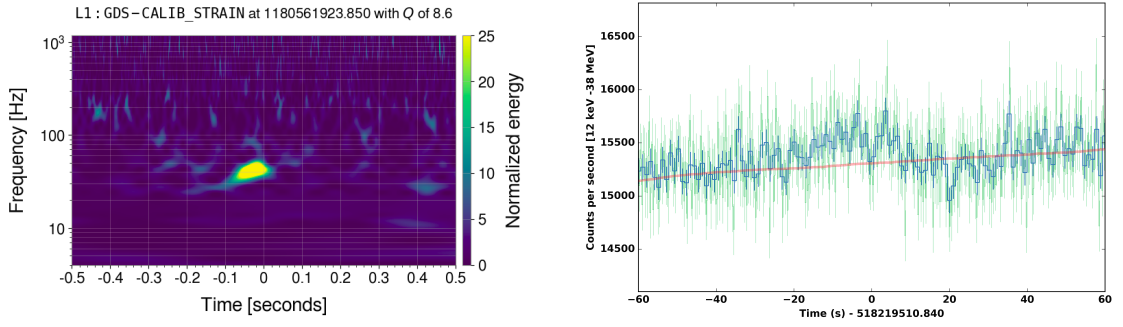 L1:GDS-CALIB_STRAIN at 1180561923.850 with Q of 8.6
Frequency [Hz]
10³
100
10
-0.5 -0.4 -0.3 -0.2 -0.1 0 0.1 0.2 0.3 0.4 0.5
Time [seconds]
25
20
15
10
5
0
Normalized energy
Counts per second [12 keV -38 MeV]
16500
16000
15500
15000
14500
−60 −40 −20 0 20 40 60
Time (s) - 518219510.840